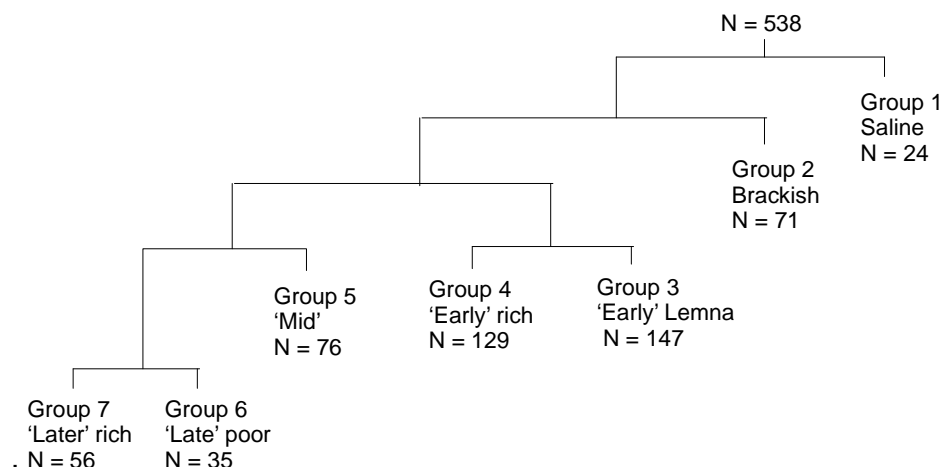 N = 538
Group 1
Saline
N = 24
Group 2
Brackish
N = 71
Group 5
‘Mid’
N = 76
Group 4
‘Early’ rich
N = 129
Group 3
‘Early’ Lemna
N = 147
Group 7
‘Later’ rich
. N = 56
Group 6
‘Late’ poor
N = 35